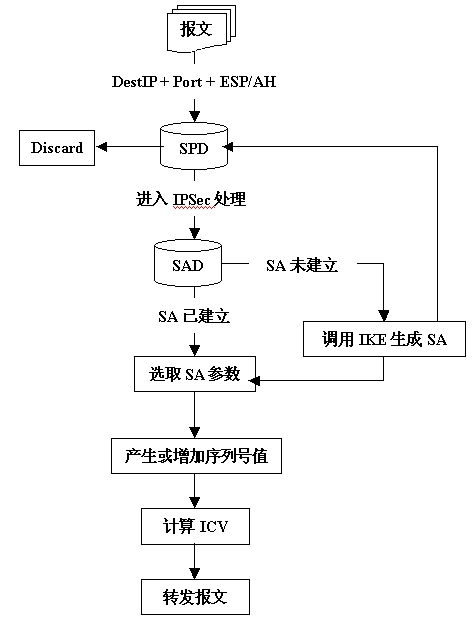 报文
DestIP + Port + ESP/AH
Discard
SPD
进入 IPSec 处理
SAD
SA 未建立
SA 已建立
调用 IKE 生成 SA
选取 SA 参数
产生或增加序列号值
计算 ICV
转发报文